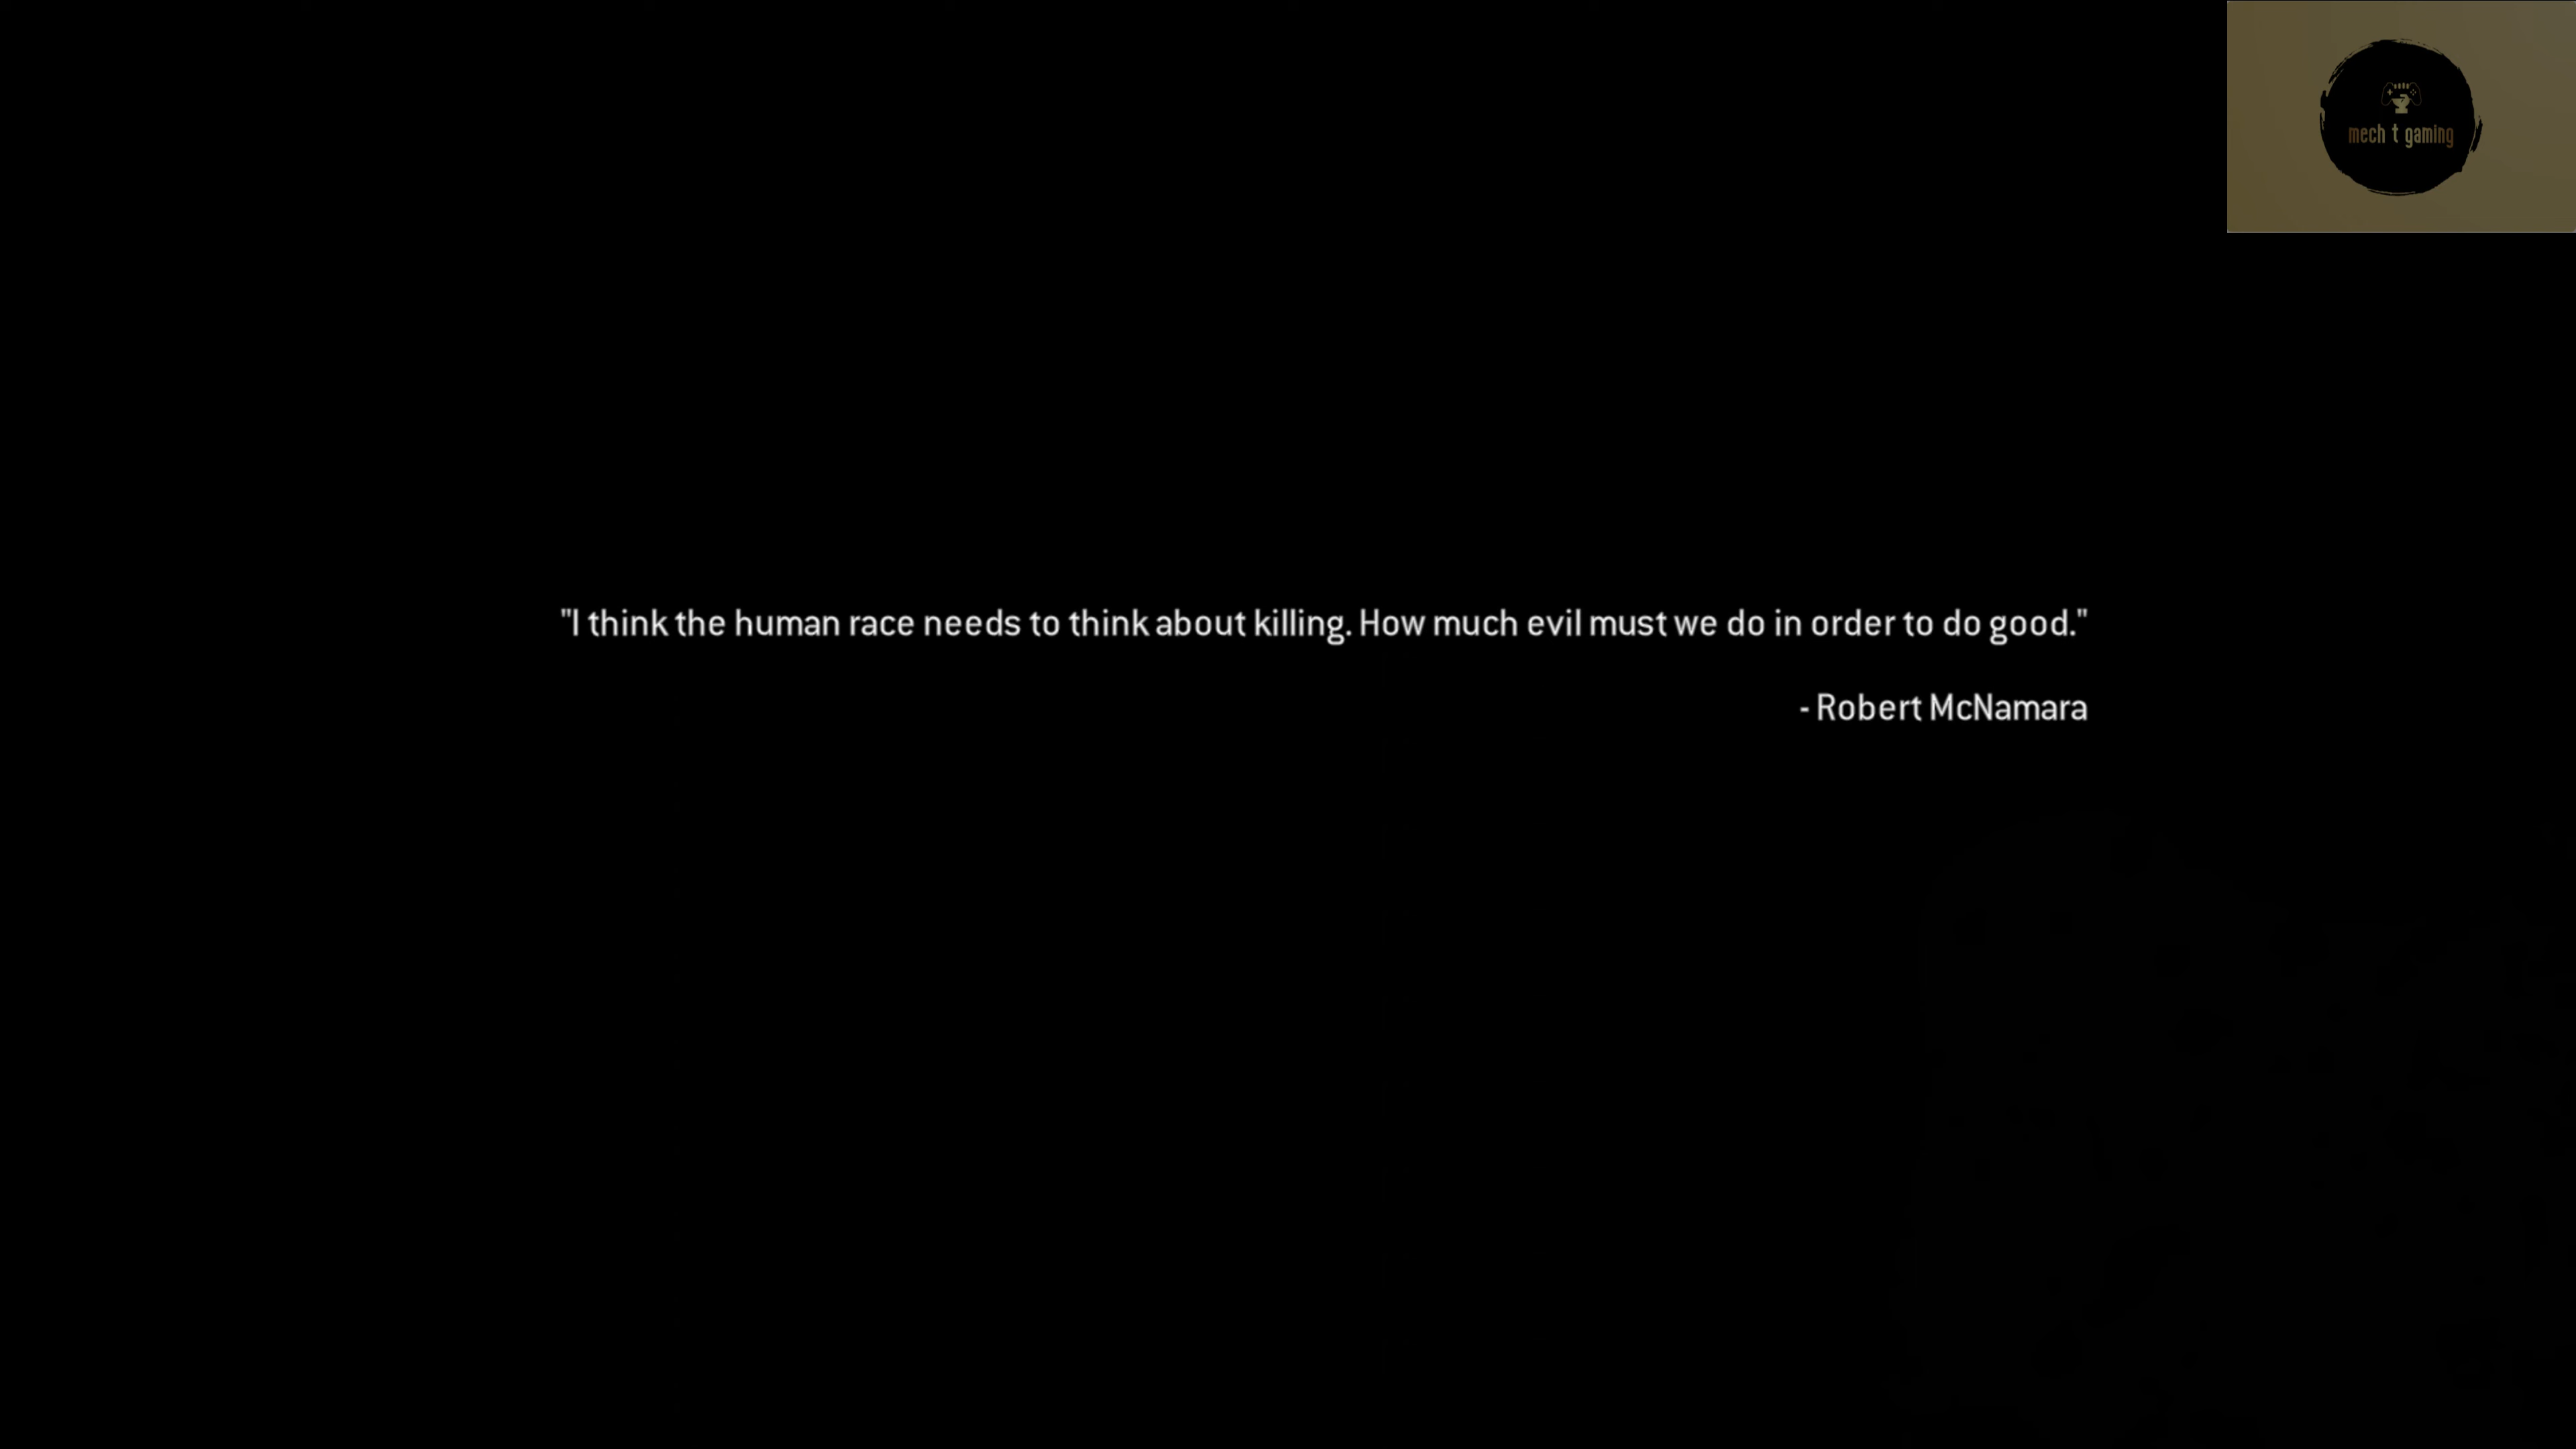 mech t gaming
"I think the human race needs to think about killing. How much evil must we do in order to do good."
- Robert McNamara